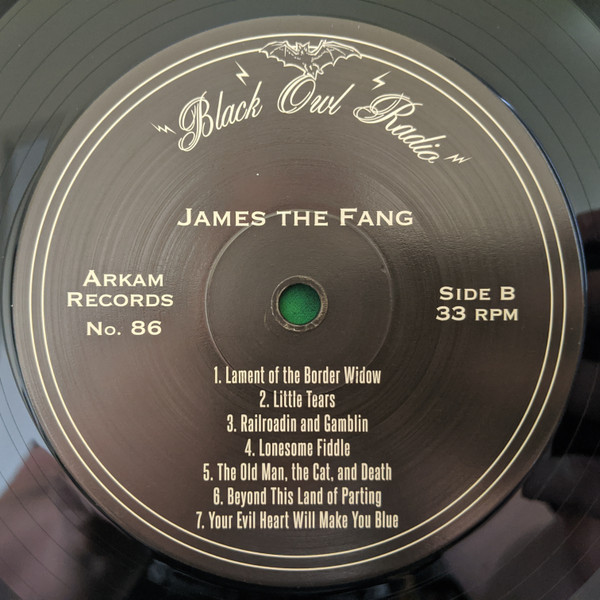 Black Owl Radio
James the Fang
Arkam
Records
No. 86
Side B
33 rpm
1. Lament of the Border Widow
2. Little Tears
3. Railroadin and Gamblin
4. Lonesome Fiddle
5. The Old Man, the Cat, and Death
6. Beyond This Land of Parting
7. Your Evil Heart Will Make You Blue